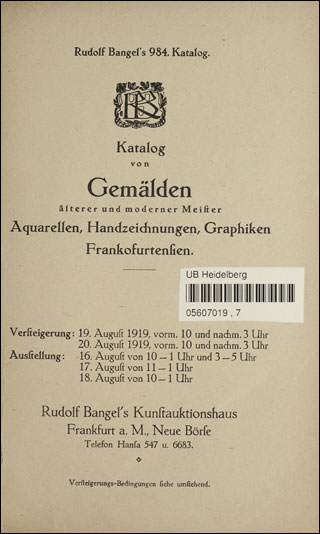 Rudolf Bangel's 984. Katalog.
RB
Katalog
von
Gemälden
älterer und moderner Meiſter
Aquarellen, Handzeichnungen, Graphiken
Frankofurtenſien.
UB Heidelberg
05607019 , 7
Verſteigerung: 19. Auguſt 1919, vorm. 10 und nachm. 3 Uhr
20. Auguſt 1919, vorm. 10 und nachm. 3 Uhr
Ausſtellung: 16. Auguſt von 10 – 1 Uhr und 3 – 5 Uhr
17. Auguſt von 11 – 1 Uhr
18. Auguſt von 10 – 1 Uhr
Rudolf Bangel's Kunſtauktionshaus
Frankfurt a. M., Neue Börſe
Telefon Hanſa 547 u. 6683.
Verſteigerungs-Bedingungen ſiehe umſtehend.